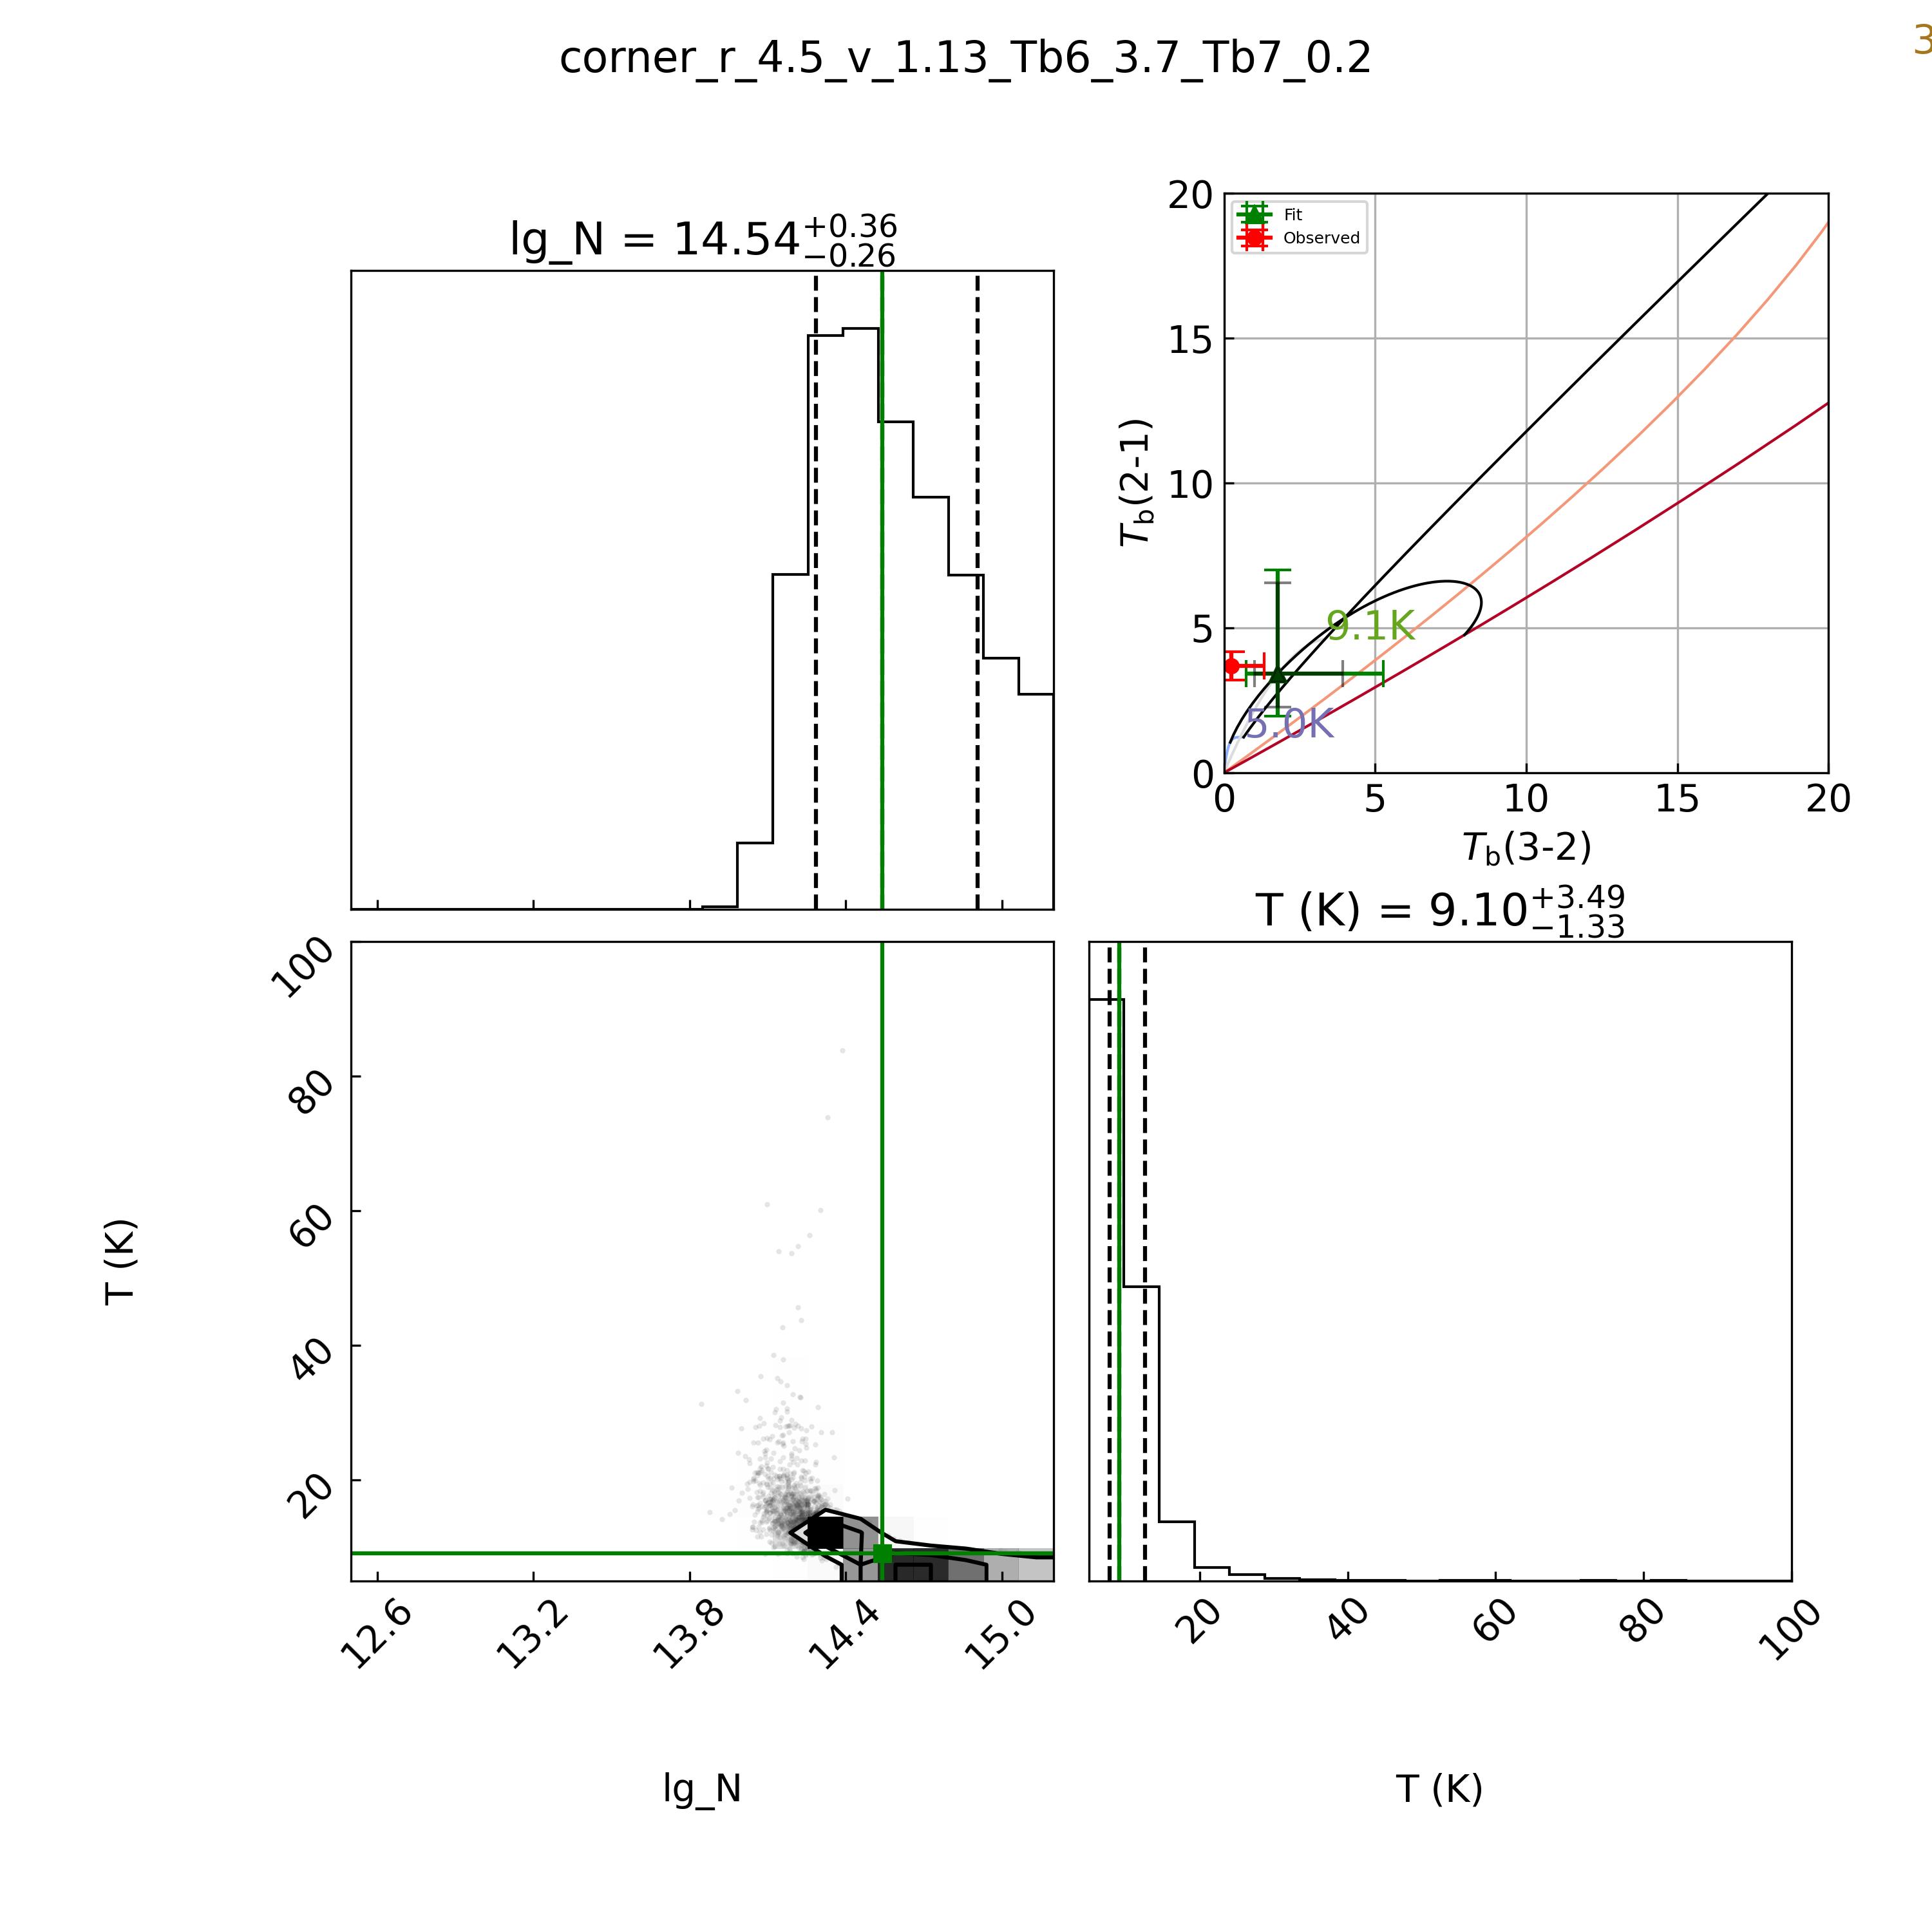 corner_r_4.5_v_1.13_Tb6_3.7_Tb7_0.2
3
lg_N = 14.54+0.36−0.26
20
15
10
5
0
Tb(2-1)
Fit
Observed
9.1K
5.0K
0 5 10 15 20
Tb(3-2)
T (K) = 9.10+3.49−1.33
100
80
60
40
20
T (K)
12.6 13.2 13.8 14.4 15.0
20 40 60 80 100
lg_N
T (K)